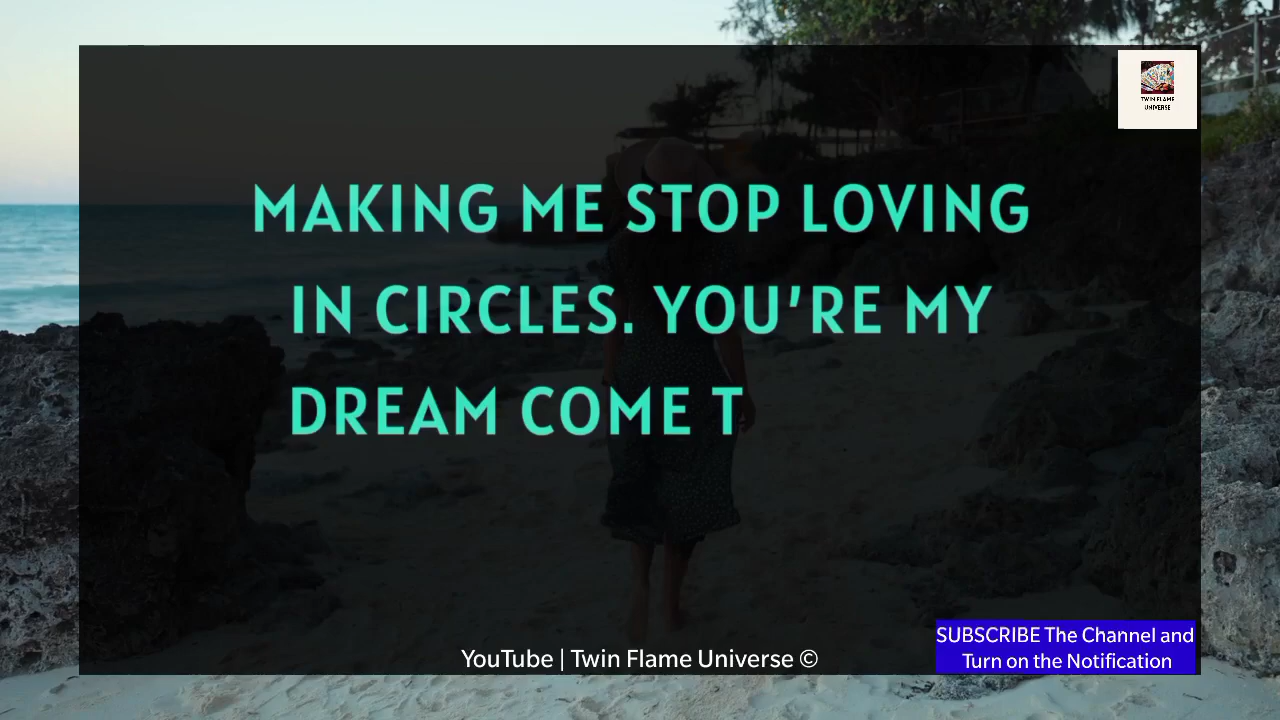 TWIN FLAME
UNIVERSE
MAKING ME STOP LOVING
IN CIRCLES. YOU'RE MY
DREAM COME T
YouTube | Twin Flame Universe ©
SUBSCRIBE The Channel and
Turn on the Notification